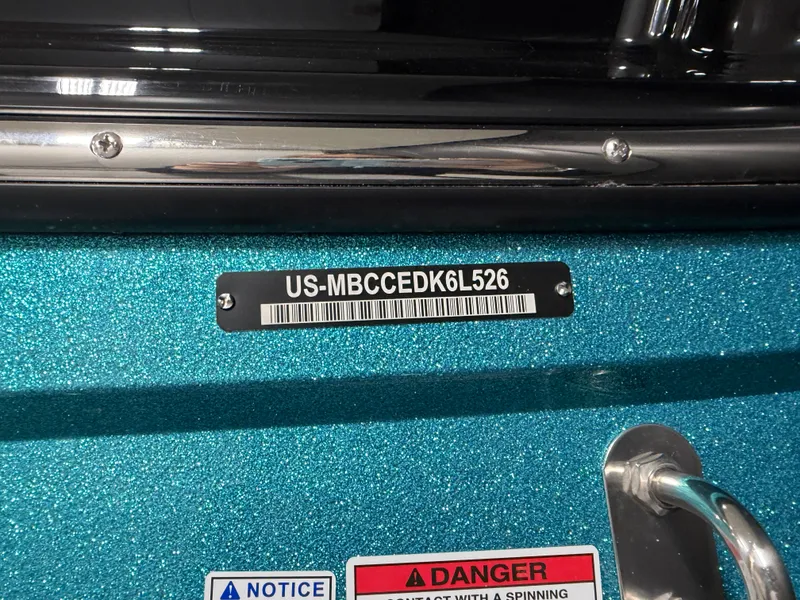 US-MBCCEDK6L526
NOTICE
DANGER
CONTACT WITH A SPINNING